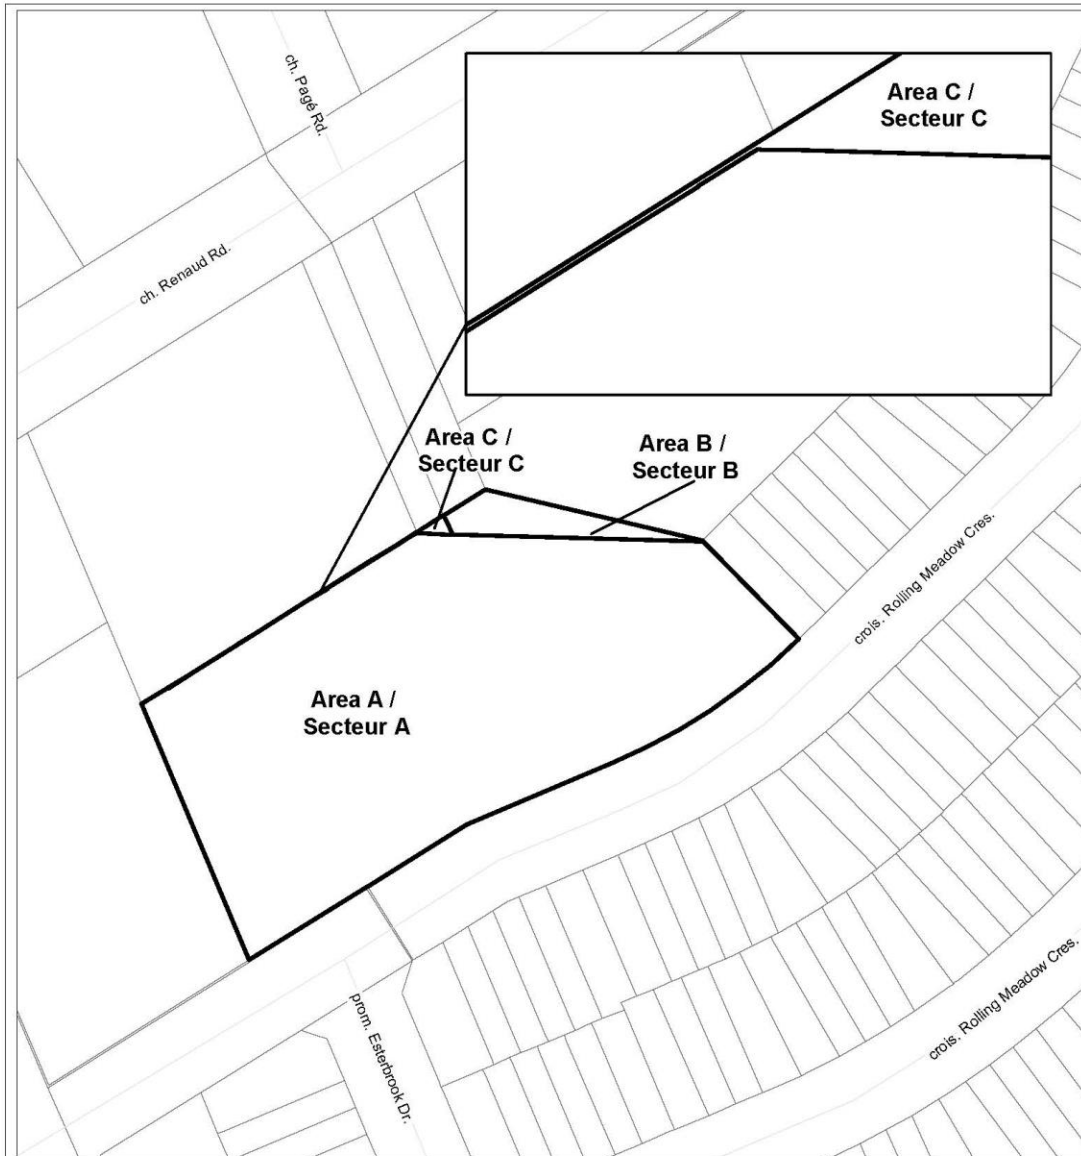 ch. Pagé Rd.
Area C /
Secteur C
ch. Renaud Rd.
Area C /
Secteur C
Area B /
Secteur B
crois. Rolling Meadow Cres.
Area A /
Secteur A
prom. Esterbrook Dr.
crois. Rolling Meadow Cres.